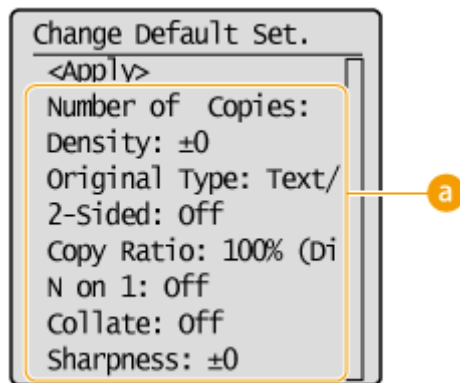 Change Default Set.
<Apply>
Number of Copies:
Density: ±0
Original Type: Text/
2-Sided: Off
Copy Ratio: 100% (Di
N on 1: Off
Collate: Off
Sharpness: ±0
a